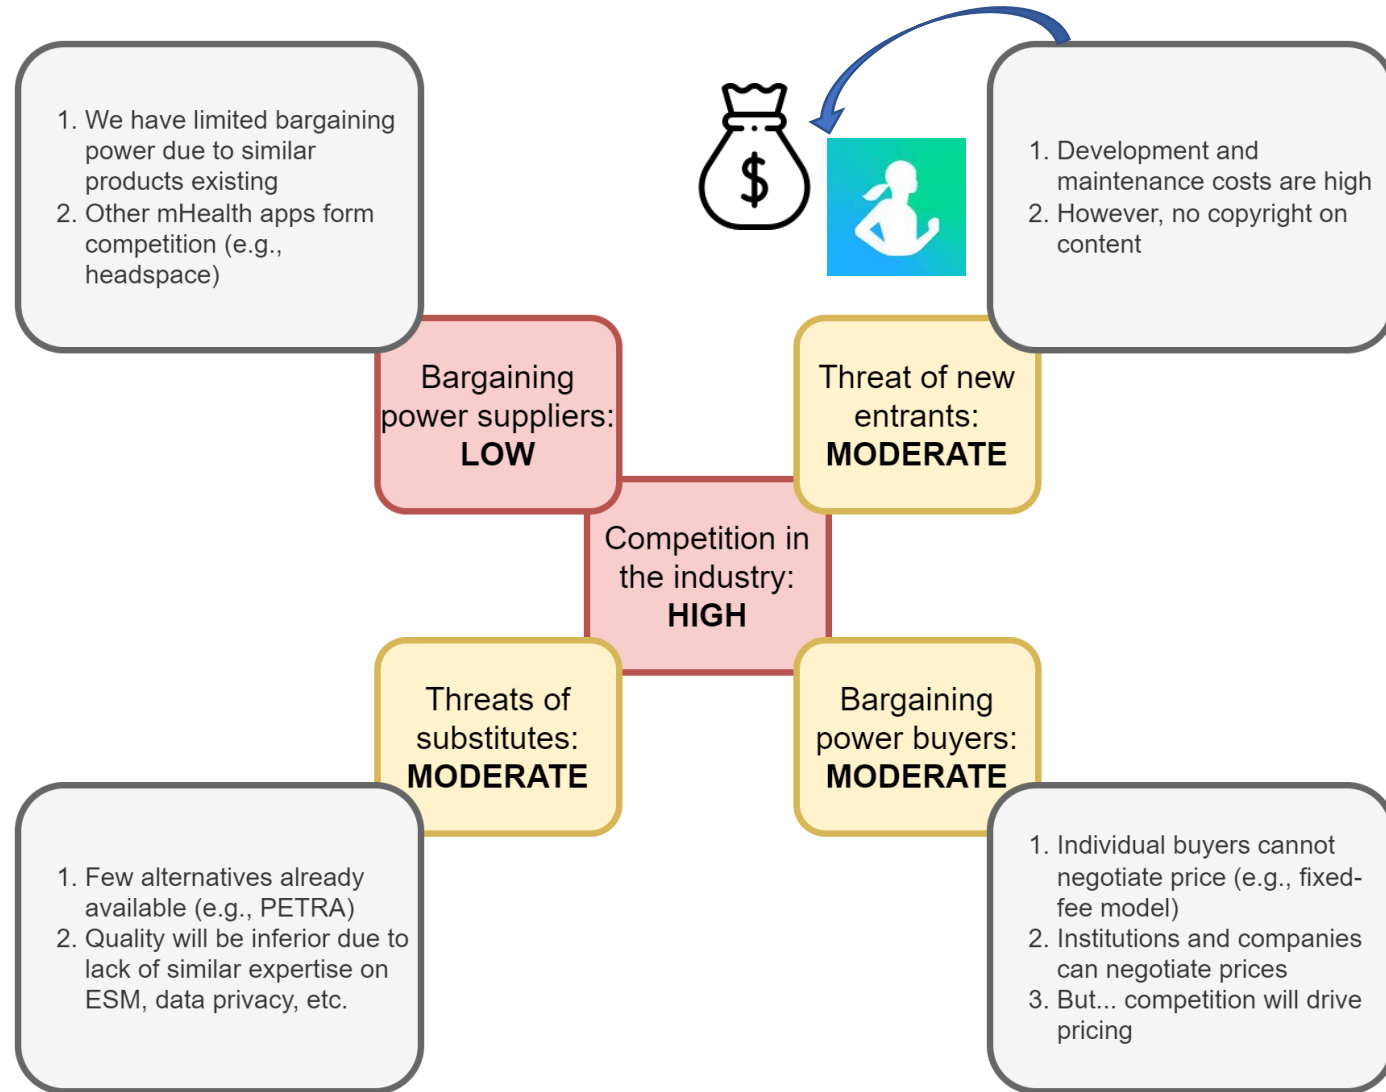 1. We have limited bargaining
power due to similar
products existing
2. Other mHealth apps form
competition (e.g.,
headspace)
$
1. Development and
maintenance costs are high
2. However, no copyright on
content
Bargaining
power suppliers:
LOW
Threat of new
entrants:
MODERATE
Competition in
the industry:
HIGH
Threats of
substitutes:
MODERATE
Bargaining
power buyers:
MODERATE
1. Few alternatives already
available (e.g., PETRA)
2. Quality will be inferior due to
lack of similar expertise on
ESM, data privacy, etc.
1. Individual buyers cannot
negotiate price (e.g., fixed-
fee model)
2. Institutions and companies
can negotiate prices
3. But... competition will drive
pricing